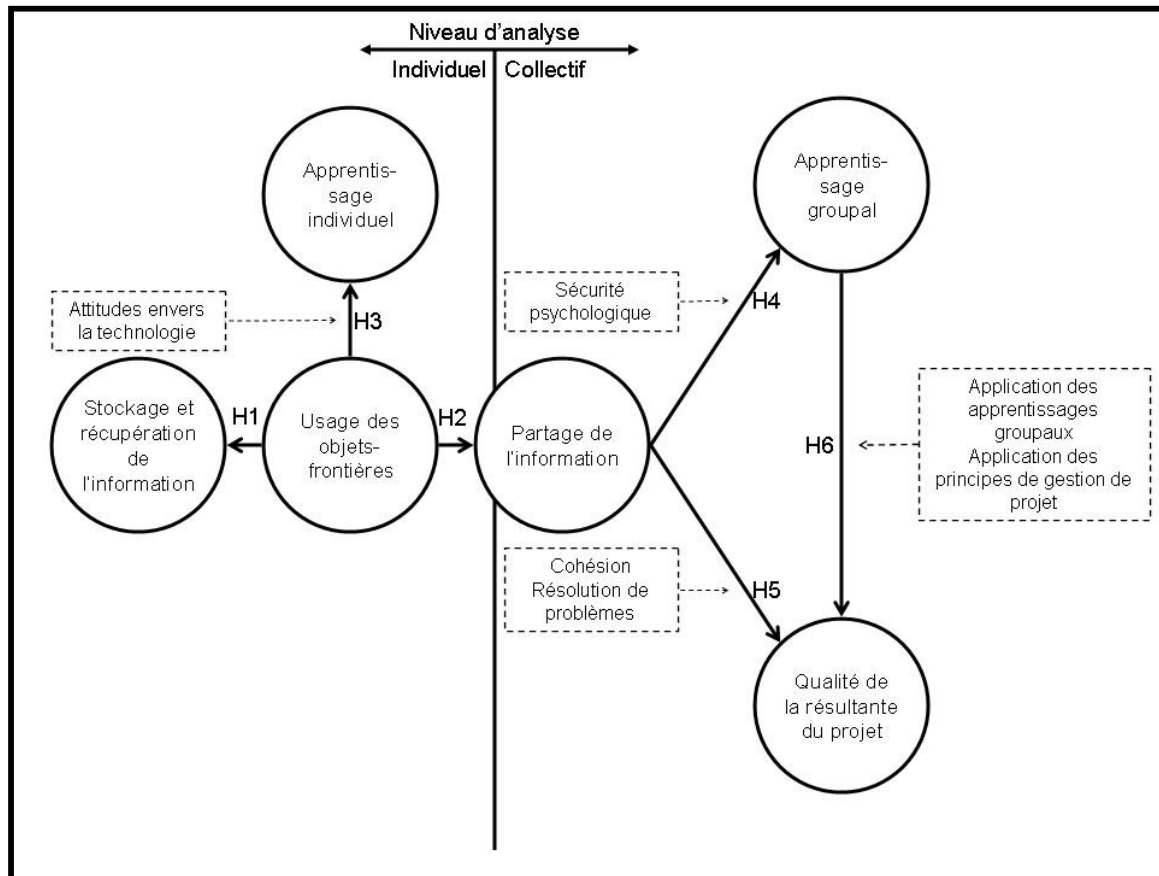 Niveau d'analyse
Individuel
Collectif
Apprentis-
sage
individuel
Apprentis-
sage
groupal
Attitudes envers
la technologie
H3
Sécurité
psychologique
H4
Stockage et
récupération
de
l'information
H1
Usage des
objets-
frontières
H2
Partage de
l'information
H6
Application des
apprentissages
groupaux
Application des
principes de gestion de
projet
Cohésion
Résolution de
problèmes
H5
Qualité de
la résultante
du projet